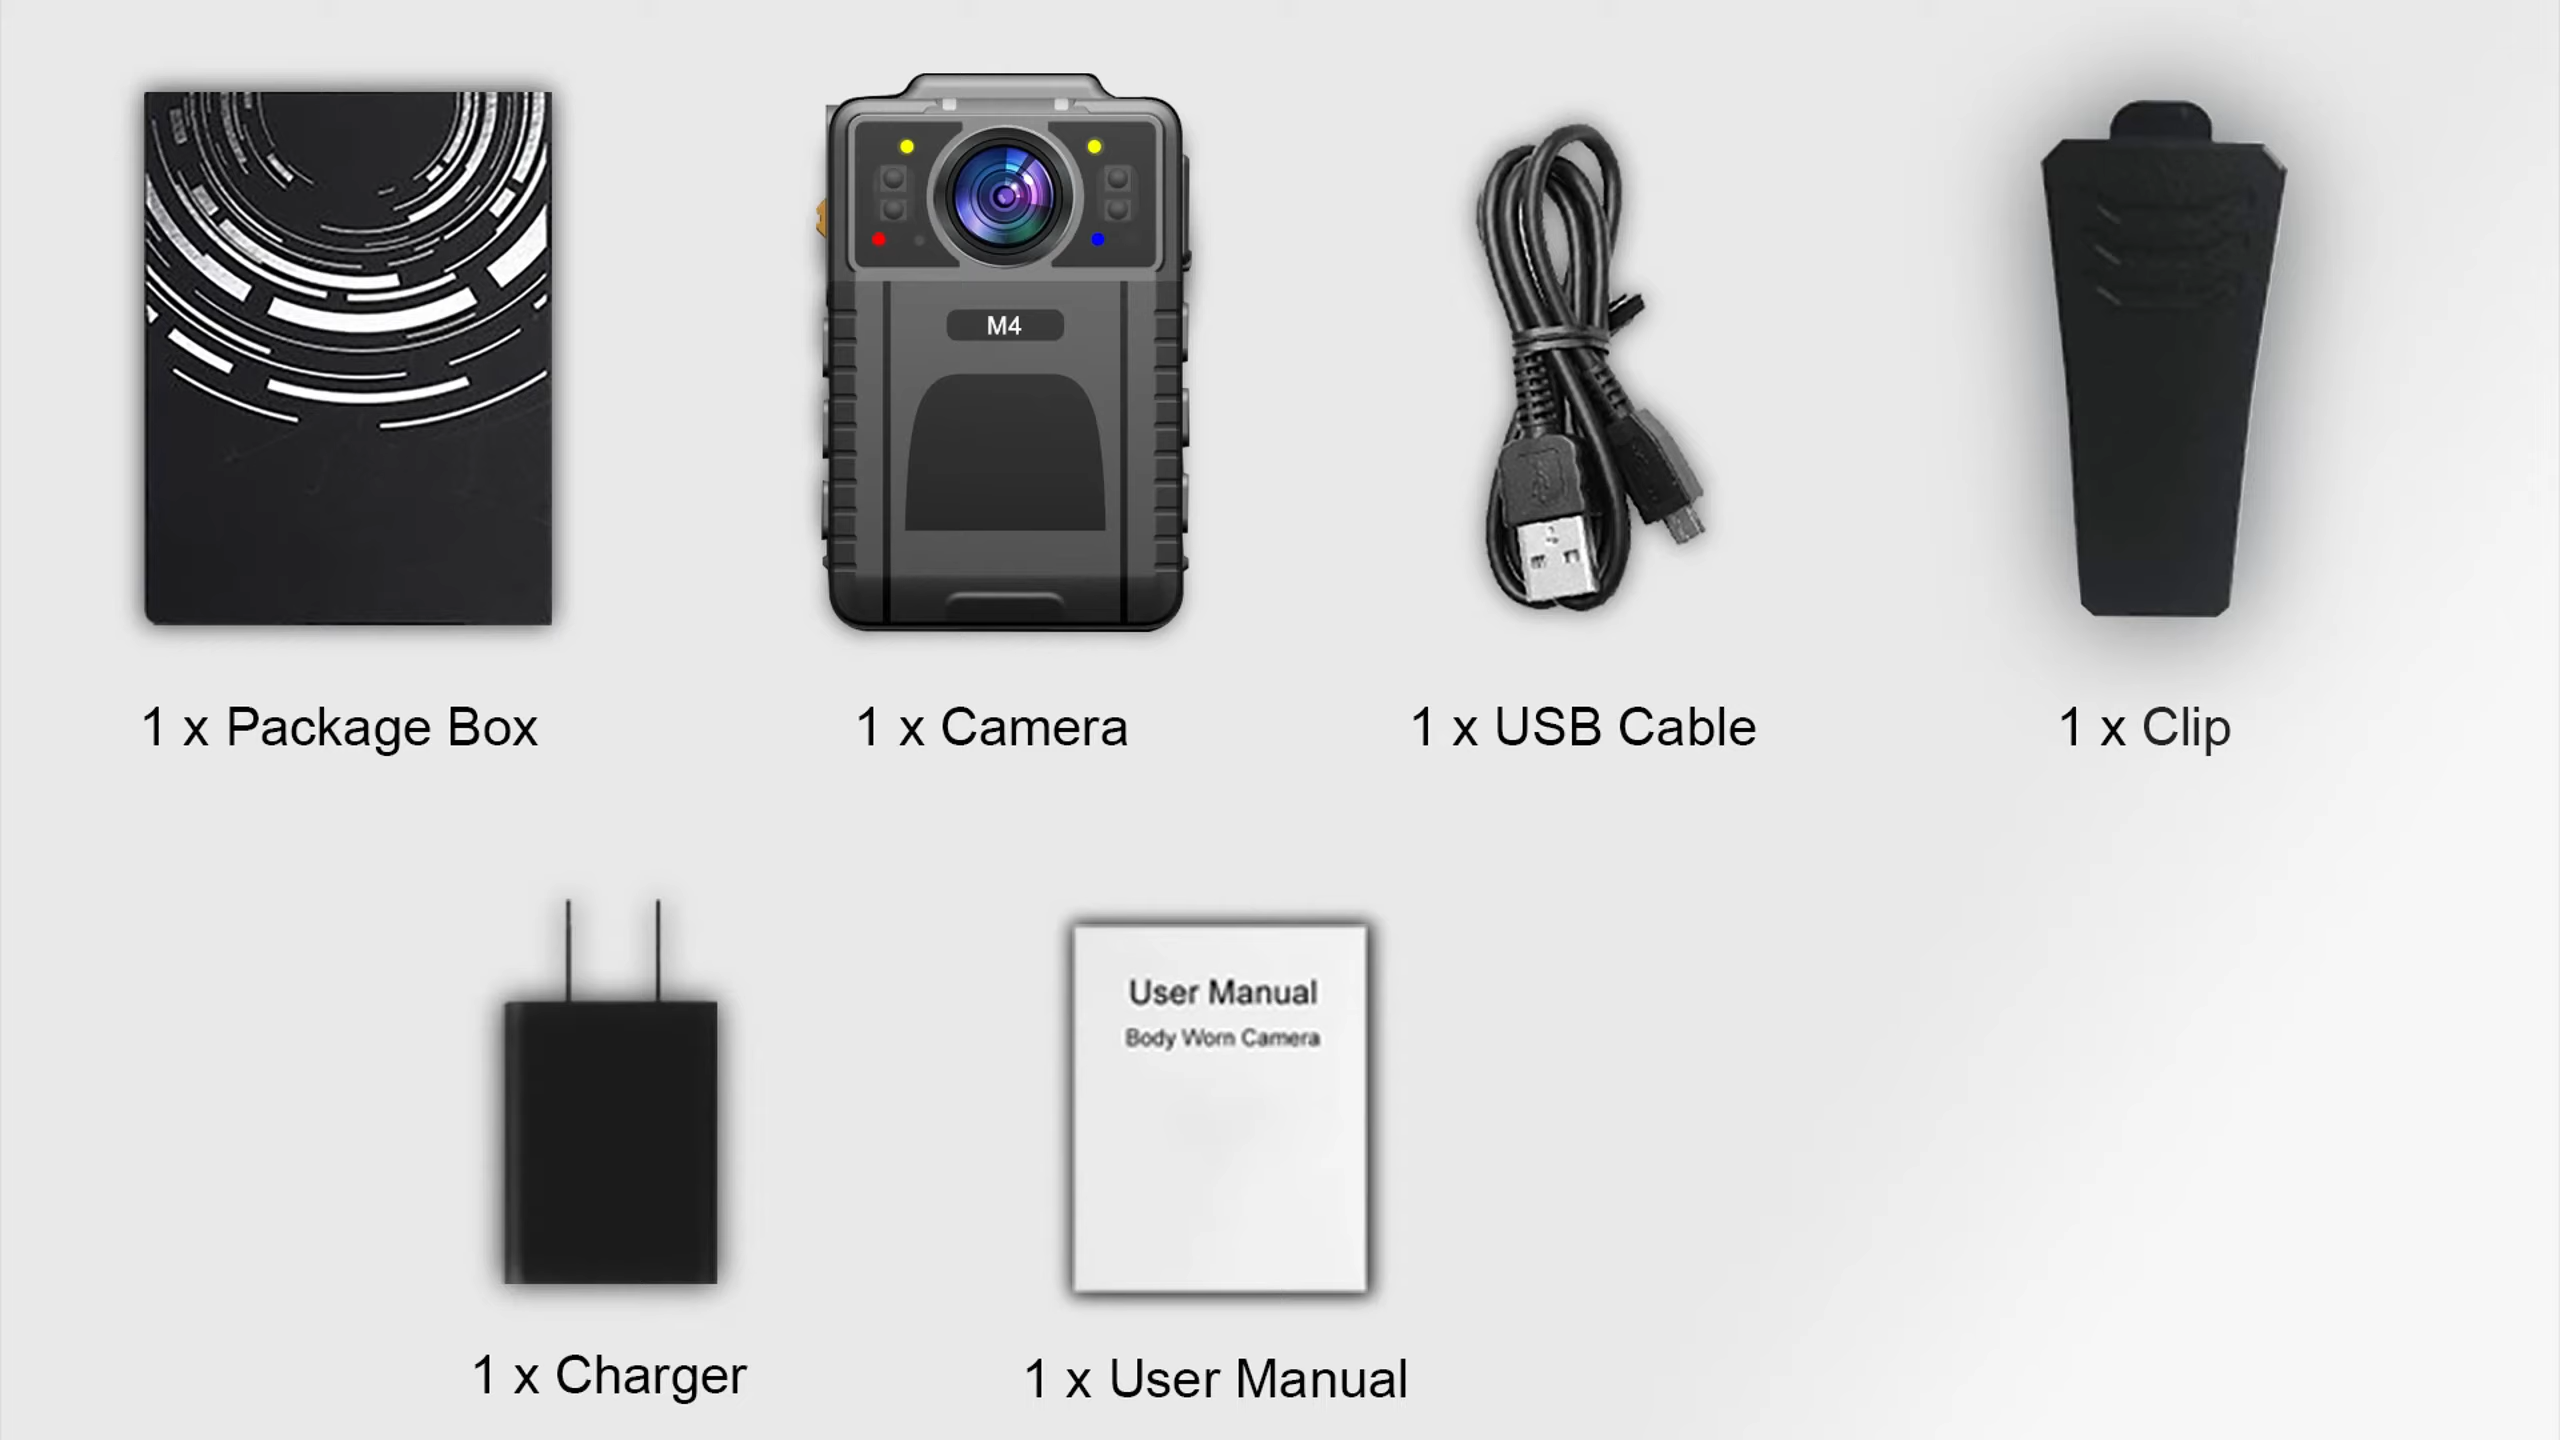 M4
1 x Package Box
1 x Camera
1 x USB Cable
1 x Clip
User Manual
Body Worn Camera
1 x Charger
1 x User Manual